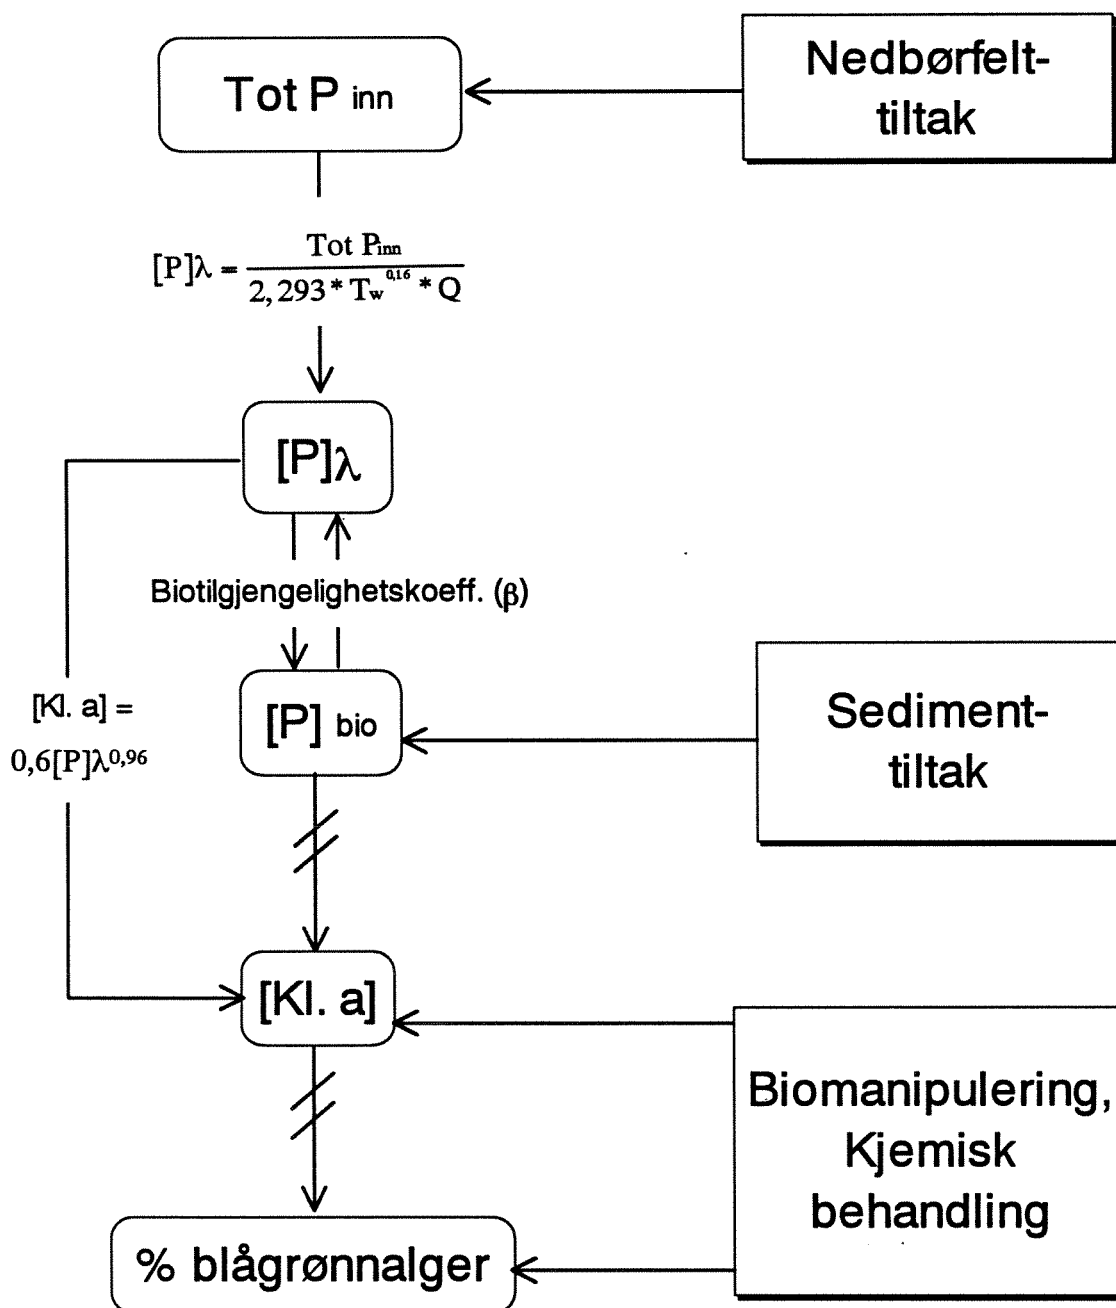 Tot P inn
Nedbørfelt-
tiltak
[P]λ = Tot Pinn / 2,293 * Tw^0,16 * Q
[P]λ
Biotilgjengelighetskoeff. (β)
[Kl. a] =
0,6[P]λ^0,96
[P] bio
Sediment-
tiltak
[Kl. a]
Biomanipulering,
Kjemisk
behandling
% blågrønnalger